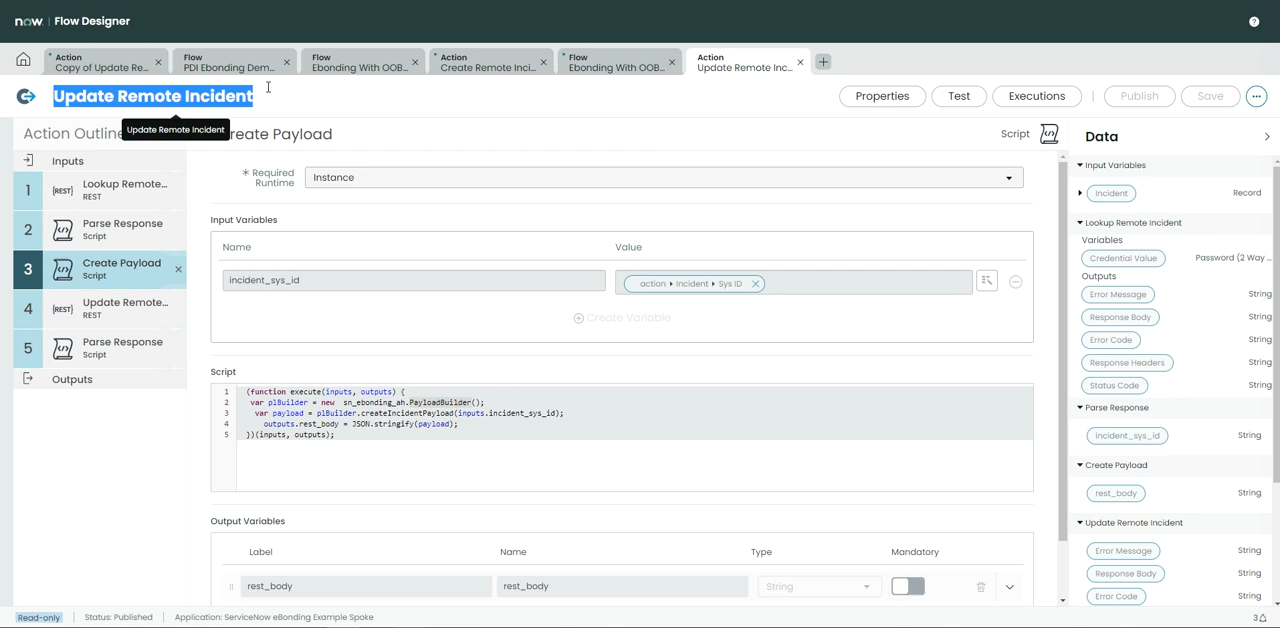 now. | Flow Designer
Action
Copy of Update Re...
Flow
PDI Ebonding Dem...
Flow
Ebonding With OOB...
Action
Create Remote Inci...
Flow
Ebonding With OOB...
Action
Update Remote Inc...
Update Remote Incident
Properties
Test
Executions
Publish
Save
Update Remote Incident
Action Outline
Create Payload
Script
Data
Inputs
1
REST
Lookup Remote...
REST
2
Parse Response
Script
3
Create Payload
Script
4
REST
Update Remote...
REST
5
Parse Response
Script
Outputs
* Required
Runtime
Instance
Input Variables
Name
Value
incident_sys_id
action ▸ Incident ▸ Sys ID
Create Variable
Script
1 (function execute(inputs, outputs) {
2 var plBuilder = new sn_ebonding_ah.PayloadBuilder();
3 var payload = plBuilder.createIncidentPayload(inputs.incident_sys_id);
4 outputs.rest_body = JSON.stringify(payload);
5 })(inputs, outputs);
Output Variables
Label
Name
Type
Mandatory
rest_body
rest_body
String
Input Variables
Incident
Record
Lookup Remote Incident
Variables
Credential Value
Password (2 Way ...
Outputs
Error Message
String
Response Body
String
Error Code
String
Response Headers
String
Status Code
String
Parse Response
incident_sys_id
String
Create Payload
rest_body
String
Update Remote Incident
Error Message
String
Response Body
String
Error Code
String
Read-only
Status: Published
Application: ServiceNow eBonding Example Spoke
3